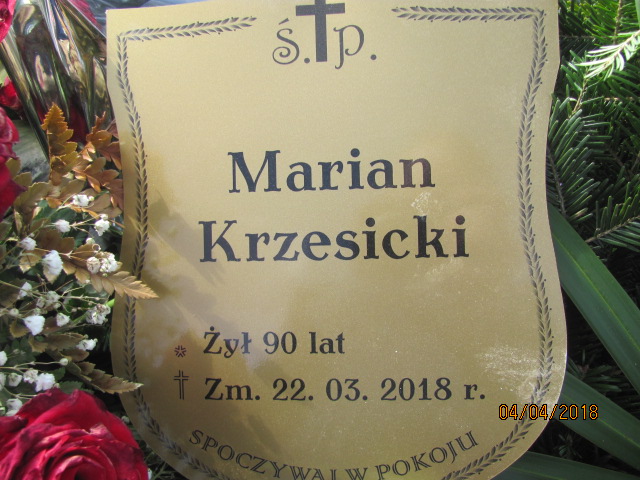 Ś.P.
Marian
Krzesicki
Żył 90 lat
Zm. 22. 03. 2018 r.
SPOCZYWAJ W POKOJU
04/04/2018